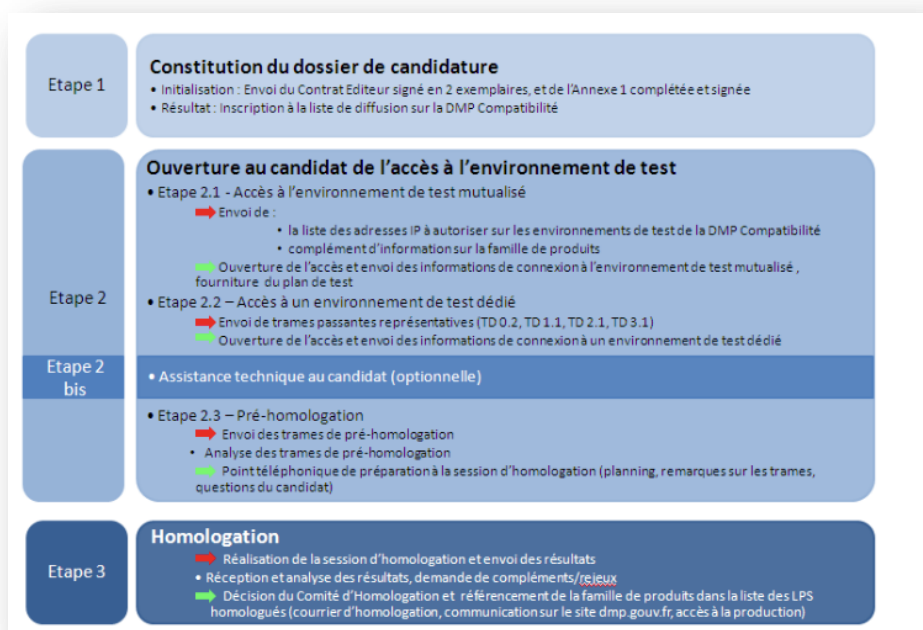 Etape 1
Constitution du dossier de candidature
• Initialisation : Envoi du Contrat Editeur signé en 2 exemplaires, et de l'Annexe 1 complétée et signée
• Résultat : Inscription à la liste de diffusion sur la DMP Compatibilité
Etape 2
Ouverture au candidat de l'accès à l'environnement de test
• Etape 2.1 - Accès à l'environnement de test mutualisé
Envoi de :
• la liste des adresses IP à autoriser sur les environnements de test de la DMP Compatibilité
• complément d'information sur la famille de produits
Ouverture de l'accès et envoi des informations de connexion à l'environnement de test mutualisé ,
fourniture du plan de test
• Etape 2.2 – Accès à un environnement de test dédié
Envoi de trames passantes représentatives (TD 0.2, TD 1.1, TD 2.1, TD 3.1)
Ouverture de l'accès et envoi des informations de connexion à un environnement de test dédié
Etape 2
bis
• Assistance technique au candidat (optionnelle)
• Etape 2.3 – Pré-homologation
Envoi des trames de pré-homologation
• Analyse des trames de pré-homologation
Point téléphonique de préparation à la session d'homologation (planning, remarques sur les trames,
questions du candidat)
Etape 3
Homologation
Réalisation de la session d'homologation et envoi des résultats
• Réception et analyse des résultats, demande de compléments/rejeux
Décision du Comité d'Homologation et référencement de la famille de produits dans la liste des LPS
homologués (courrier d'homologation, communication sur le site dmp.gouv.fr, accès à la production)